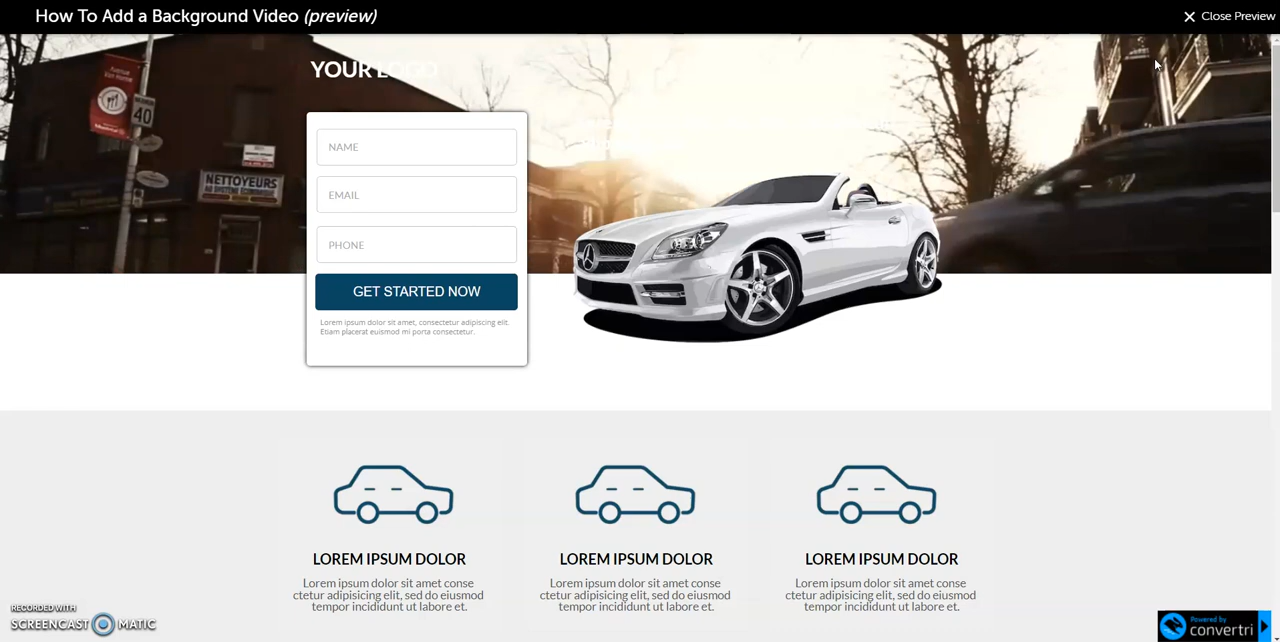 How To Add a Background Video (preview)
Close Preview
YOUR LOGO
40
NETTOYEURS
NAME
EMAIL
PHONE
GET STARTED NOW
Lorem ipsum dolor sit amet, consectetur adipiscing elit.
Etiam placerat euismod mi porta consectetur.
LOREM IPSUM DOLOR
Lorem ipsum dolor sit amet conse
ctetur adipisicing elit, sed do eiusmod
tempor incididunt ut labore et.
LOREM IPSUM DOLOR
Lorem ipsum dolor sit amet conse
ctetur adipisicing elit, sed do eiusmod
tempor incididunt ut labore et.
LOREM IPSUM DOLOR
Lorem ipsum dolor sit amet conse
ctetur adipisicing elit, sed do eiusmod
tempor incididunt ut labore et.
RECORDED WITH
SCREENCAST MATIC
Powered by
convertri